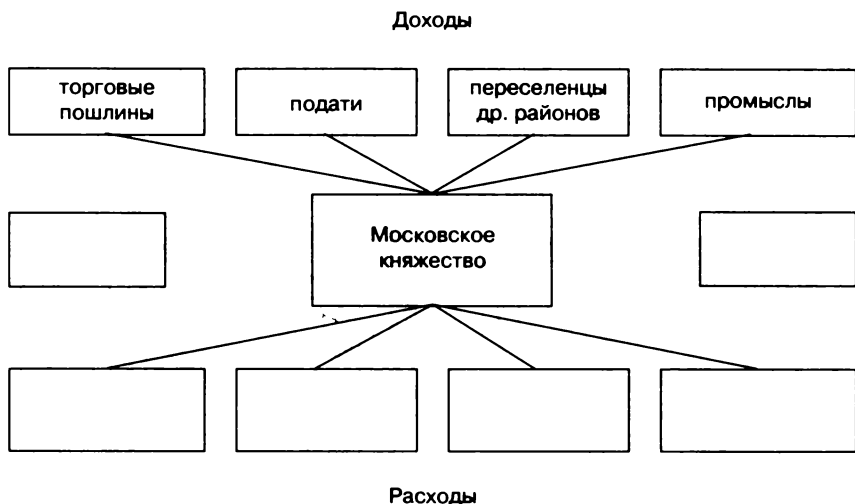 Доходы
торговые
пошлины
подати
переселенцы
др. районов
промыслы
Московское
княжество
Расходы